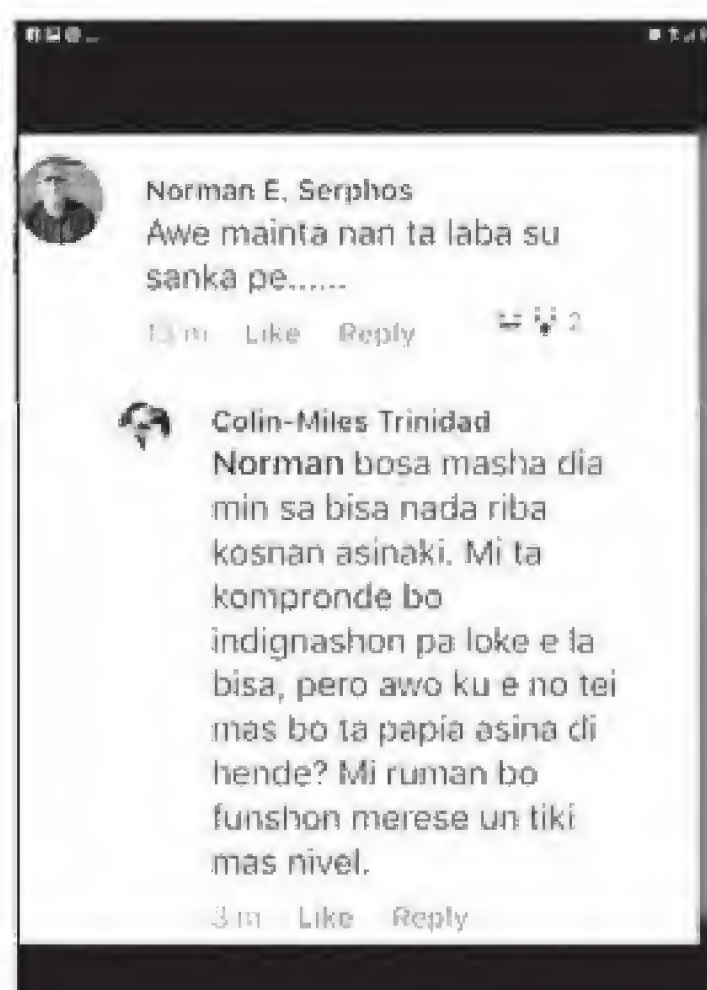 Norman E. Serphos
Awe mainta nan ta laba su
sanka pe......
13 m Like Reply 2
Colin-Miles Trinidad
Norman bosa masha dia
min sa bisa nada riba
kosnan asinaki. Mi ta
kompronde bo
indignashon pa loke e la
bisa, pero awo ku e no tei
mas bo ta papia asina di
hende? Mi ruman bo
funshon merese un tiki
mas nivel.
3 m Like Reply